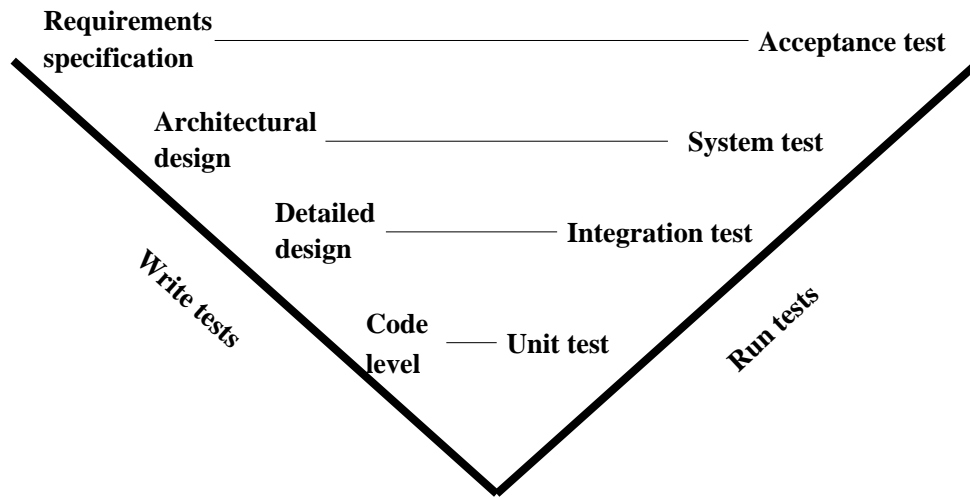 Requirements
specification
Acceptance test
Architectural
design
System test
Detailed
design
Integration test
Write tests
Run tests
Code
level
Unit test